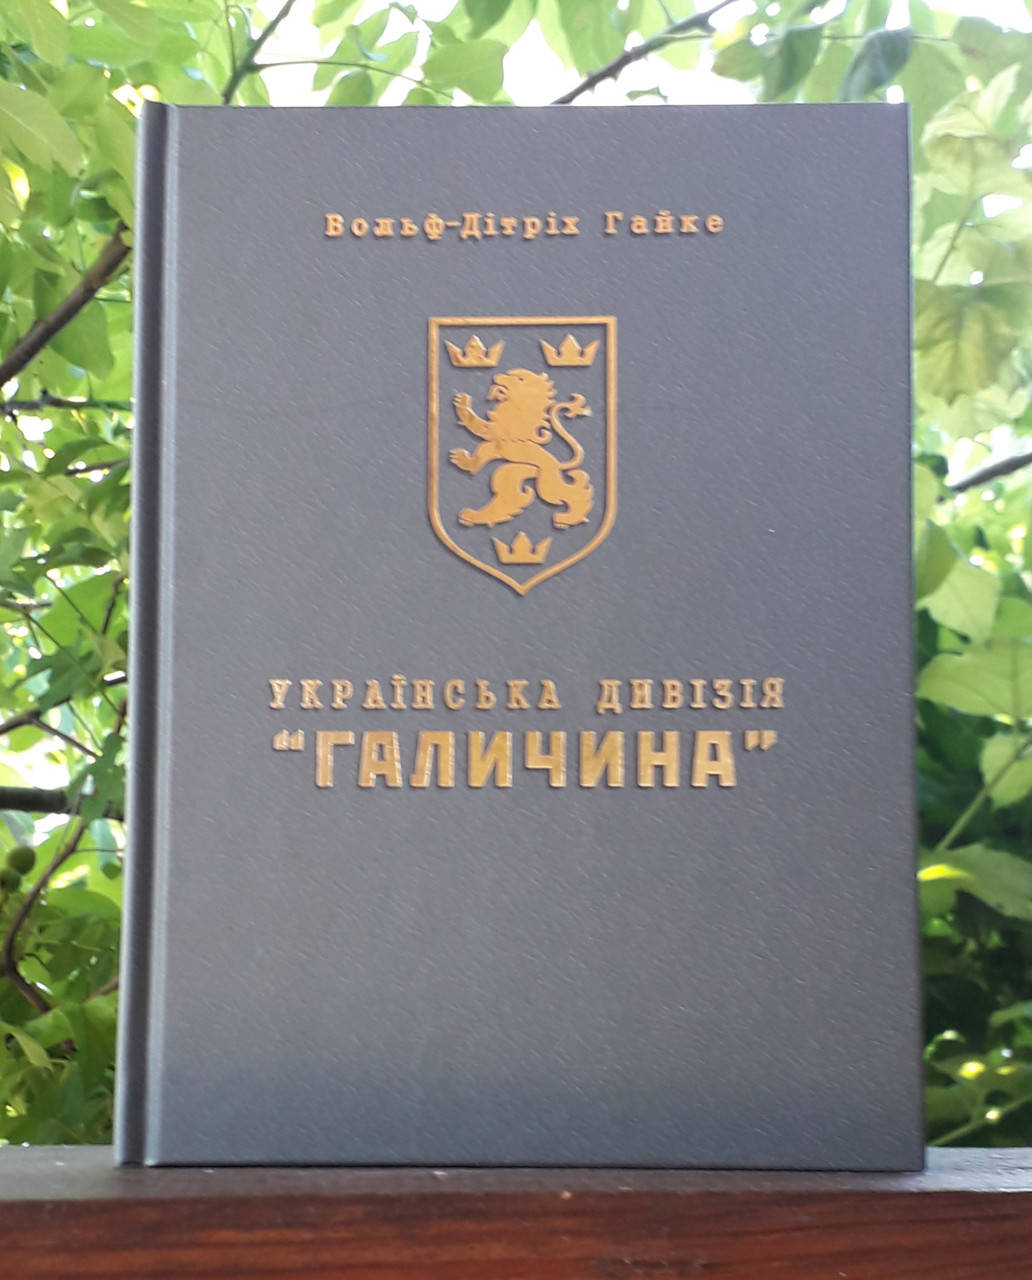 Вольф-Дітріх Гайке
УКРАЇНСЬКА ДИВІЗІЯ
“ГАЛИЧИНА”